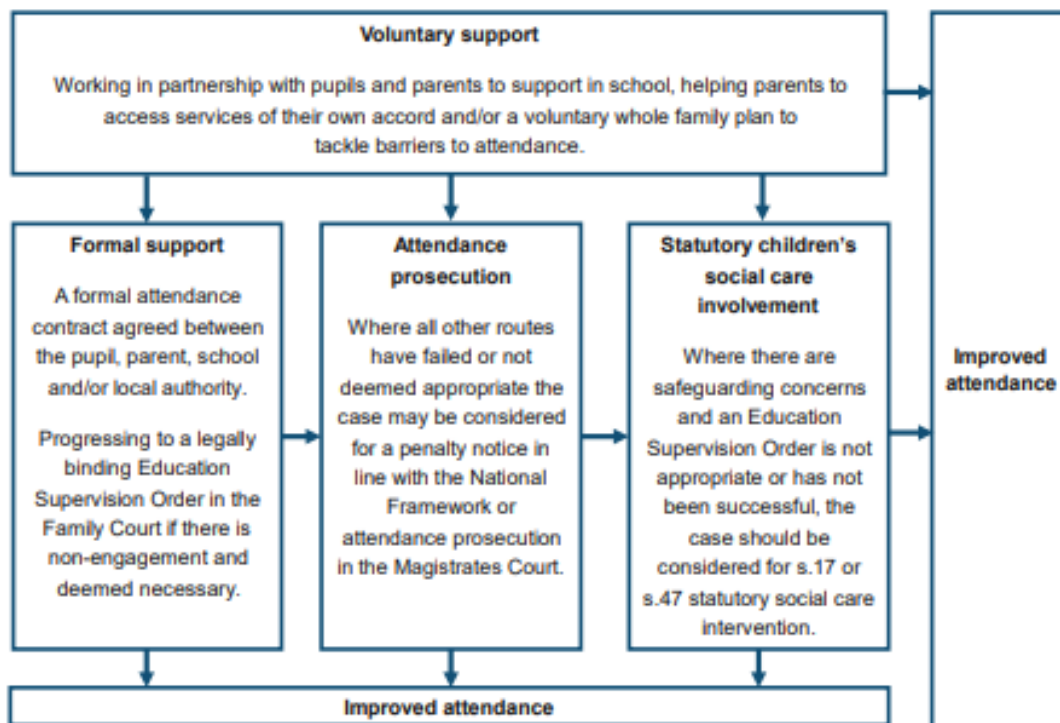 Voluntary support
Working in partnership with pupils and parents to support in school, helping parents to
access services of their own accord and/or a voluntary whole family plan to
tackle barriers to attendance.
Formal support
A formal attendance
contract agreed between
the pupil, parent, school
and/or local authority.
Progressing to a legally
binding Education
Supervision Order in the
Family Court if there is
non-engagement and
deemed necessary.
Attendance
prosecution
Where all other routes
have failed or not
deemed appropriate the
case may be considered
for a penalty notice in
line with the National
Framework or
attendance prosecution
in the Magistrates Court.
Statutory children's
social care
involvement
Where there are
safeguarding concerns
and an Education
Supervision Order is not
appropriate or has not
been successful, the
case should be
considered for s.17 or
s.47 statutory social care
intervention.
Improved
attendance
Improved attendance